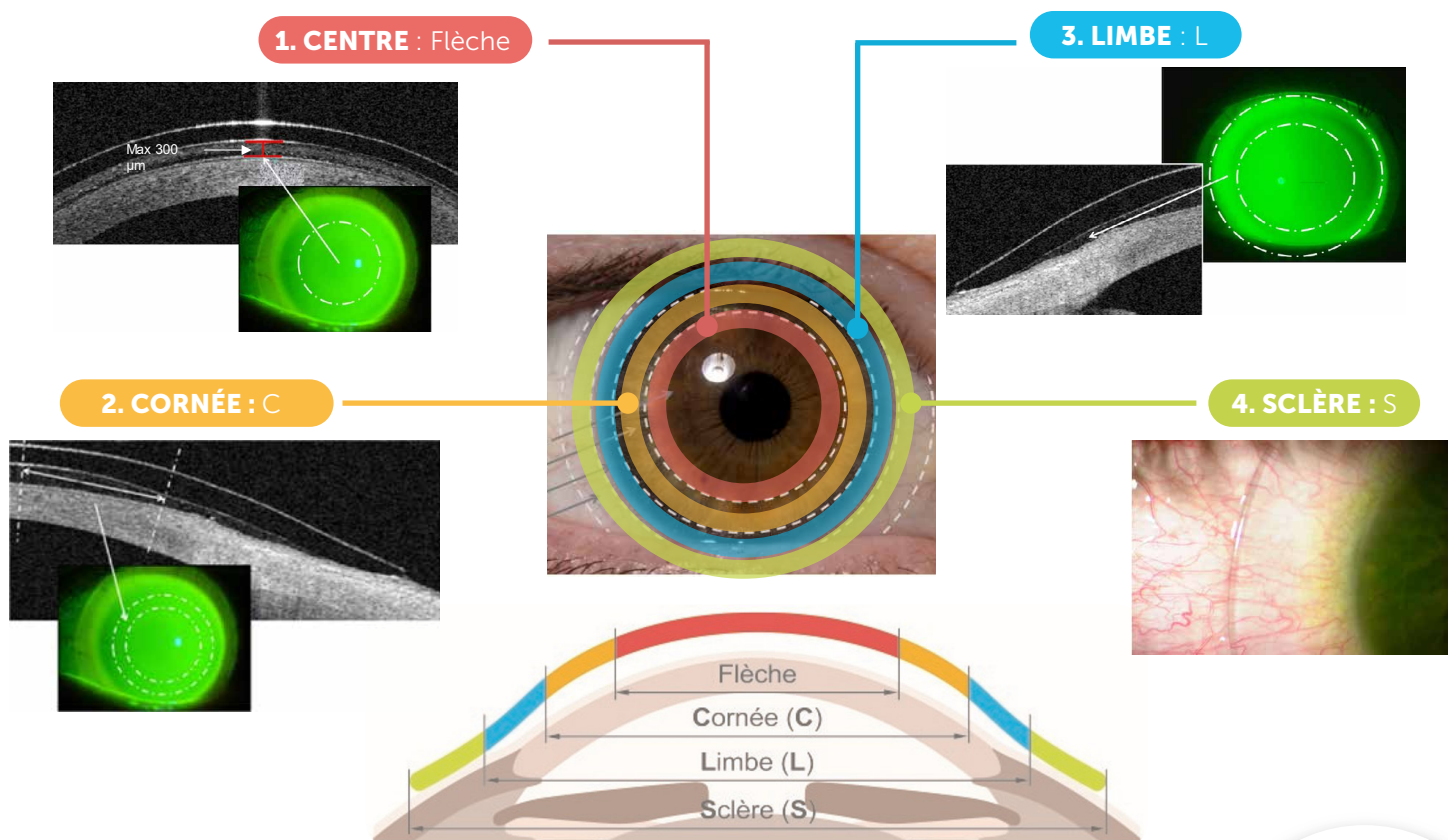 1. CENTRE : Flèche
3. LIMBE : L
Max 300
µm
2. CORNÉE : C
4. SCLÈRE : S
Flèche
Cornée (C)
Limbe (L)
Sclère (S)